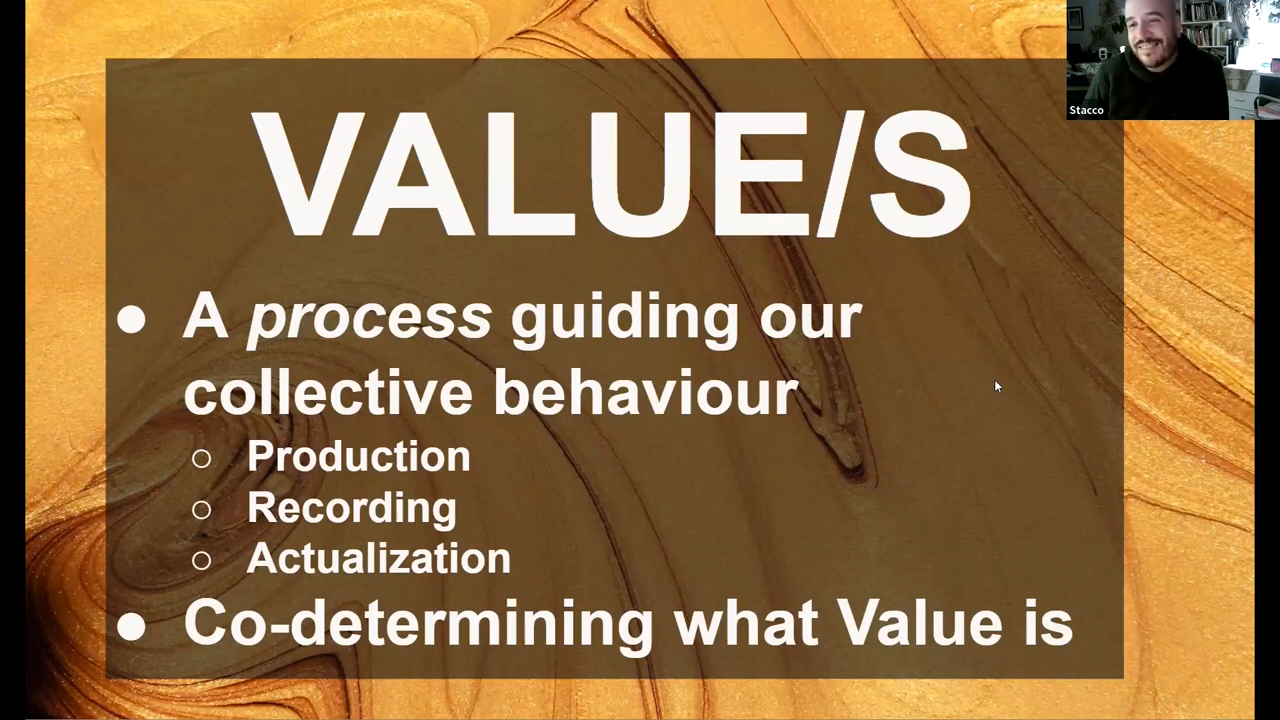 Stacco
VALUE/S
● A process guiding our
collective behaviour
○ Production
○ Recording
○ Actualization
● Co-determining what Value is